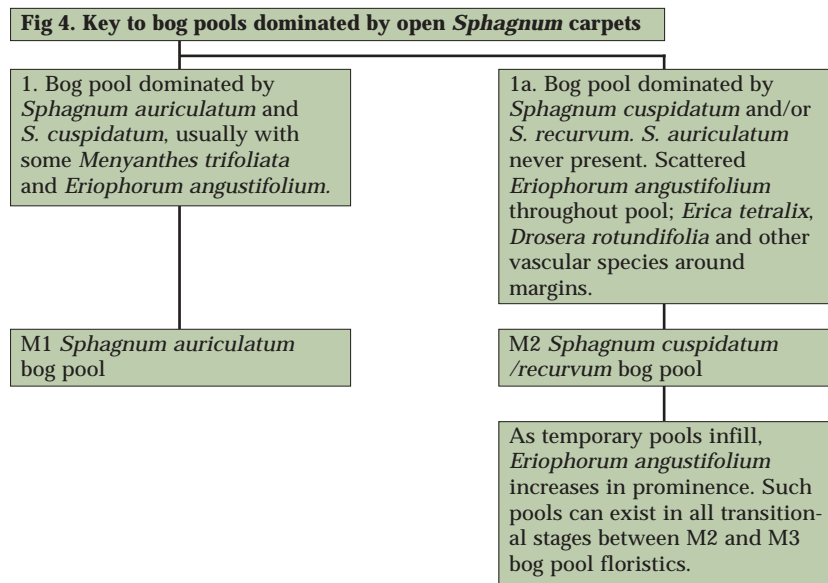 Fig 4. Key to bog pools dominated by open Sphagnum carpets
1. Bog pool dominated by
Sphagnum auriculatum and
S. cuspidatum, usually with
some Menyanthes trifoliata
and Eriophorum angustifolium.
M1 Sphagnum auriculatum
bog pool
1a. Bog pool dominated by
Sphagnum cuspidatum and/or
S. recurvum. S. auriculatum
never present. Scattered
Eriophorum angustifolium
throughout pool; Erica tetralix,
Drosera rotundifolia and other
vascular species around
margins.
M2 Sphagnum cuspidatum
/recurvum bog pool
As temporary pools infill,
Eriophorum angustifolium
increases in prominence. Such
pools can exist in all transition-
al stages between M2 and M3
bog pool floristics.